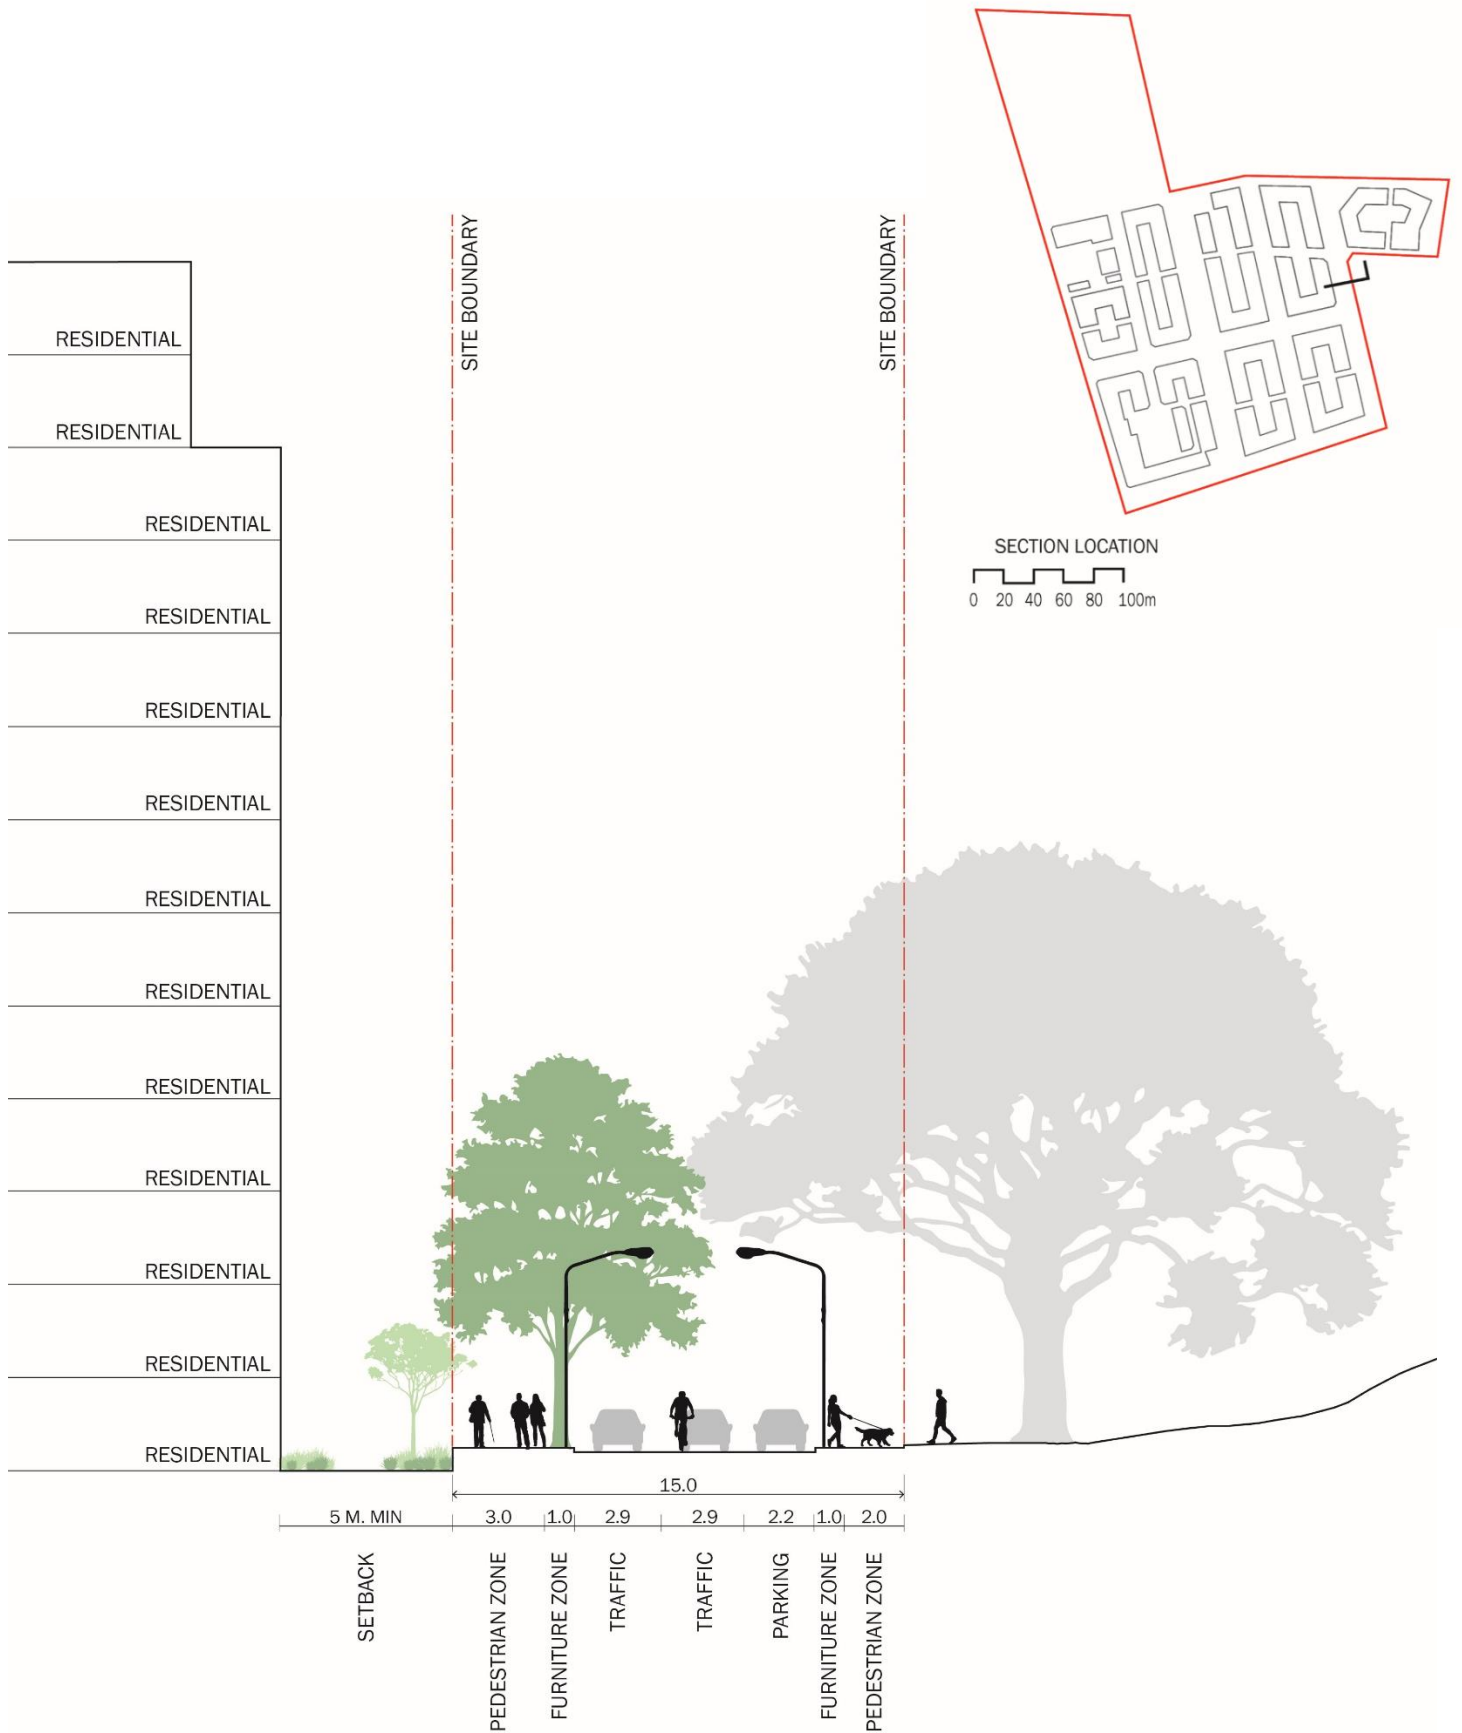 SITE BOUNDARY
SITE BOUNDARY
RESIDENTIAL
RESIDENTIAL
RESIDENTIAL
RESIDENTIAL
RESIDENTIAL
RESIDENTIAL
RESIDENTIAL
RESIDENTIAL
RESIDENTIAL
RESIDENTIAL
RESIDENTIAL
RESIDENTIAL
RESIDENTIAL
SECTION LOCATION
0 20 40 60 80 100m
15.0
5 M. MIN 3.0 1.0 2.9 2.9 2.2 1.0 2.0
SETBACK
PEDESTRIAN ZONE
FURNITURE ZONE
TRAFFIC
TRAFFIC
PARKING
FURNITURE ZONE
PEDESTRIAN ZONE